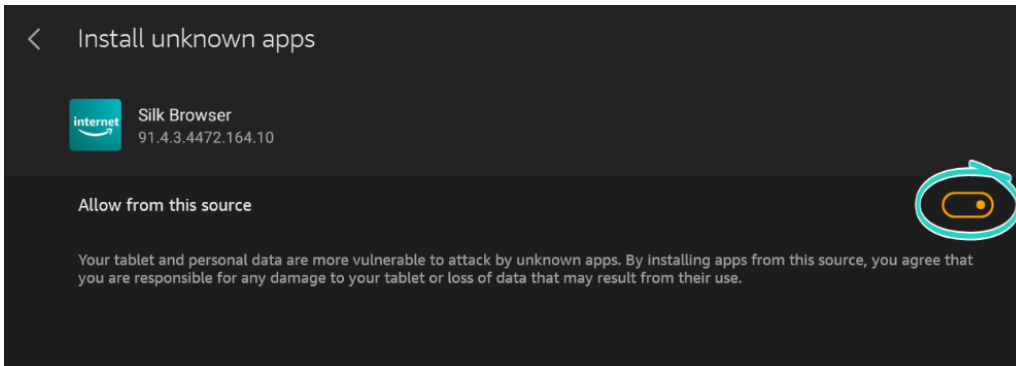 Install unknown apps
internet
Silk Browser
91.4.3.4472.164.10
Allow from this source
Your tablet and personal data are more vulnerable to attack by unknown apps. By installing apps from this source, you agree that
you are responsible for any damage to your tablet or loss of data that may result from their use.